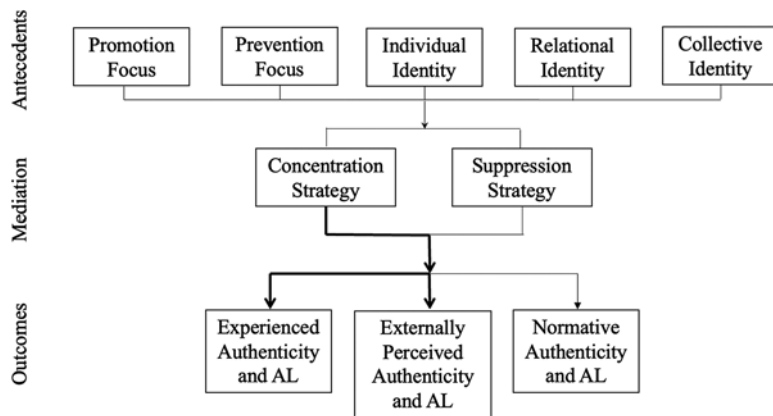 Antecedents
Promotion
Focus
Prevention
Focus
Individual
Identity
Relational
Identity
Collective
Identity
Mediation
Concentration
Strategy
Suppression
Strategy
Outcomes
Experienced
Authenticity
and AL
Externally
Perceived
Authenticity
and AL
Normative
Authenticity
and AL